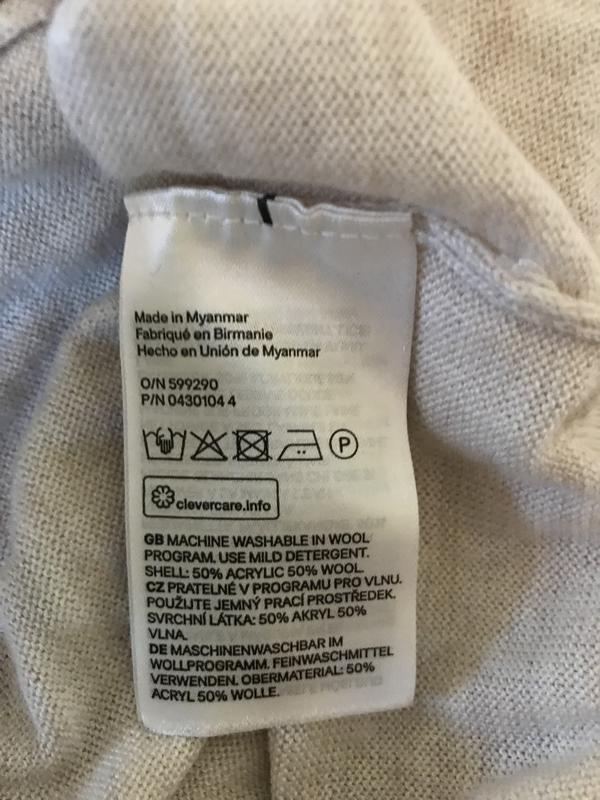 Made in Myanmar
Fabriqué en Birmanie
Hecho en Unión de Myanmar
O/N 599290
P/N 0430104 4
P
clevercare.info
GB MACHINE WASHABLE IN WOOL
PROGRAM. USE MILD DETERGENT.
SHELL: 50% ACRYLIC 50% WOOL.
CZ PRATELNÉ V PROGRAMU PRO VLNU.
POUŽIJTE JEMNÝ PRACÍ PROSTŘEDEK.
SVRCHNÍ LÁTKA: 50% AKRYL 50%
VLNA.
DE MASCHINENWASCHBAR IM
WOLLPROGRAMM. FEINWASCHMITTEL
VERWENDEN. OBERMATERIAL: 50%
ACRYL 50% WOLLE.